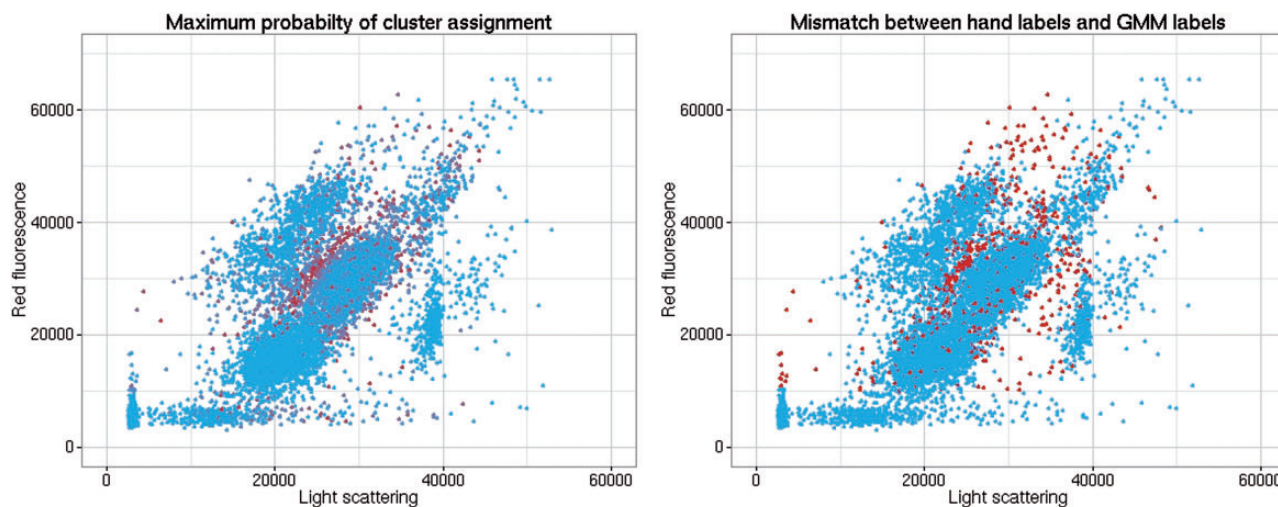 Maximum probabilty of cluster assignment
Red fluorescence
60000
40000
20000
0
0 20000 40000 60000
Light scattering
Mismatch between hand labels and GMM labels
Red fluorescence
60000
40000
20000
0
0 20000 40000 60000
Light scattering